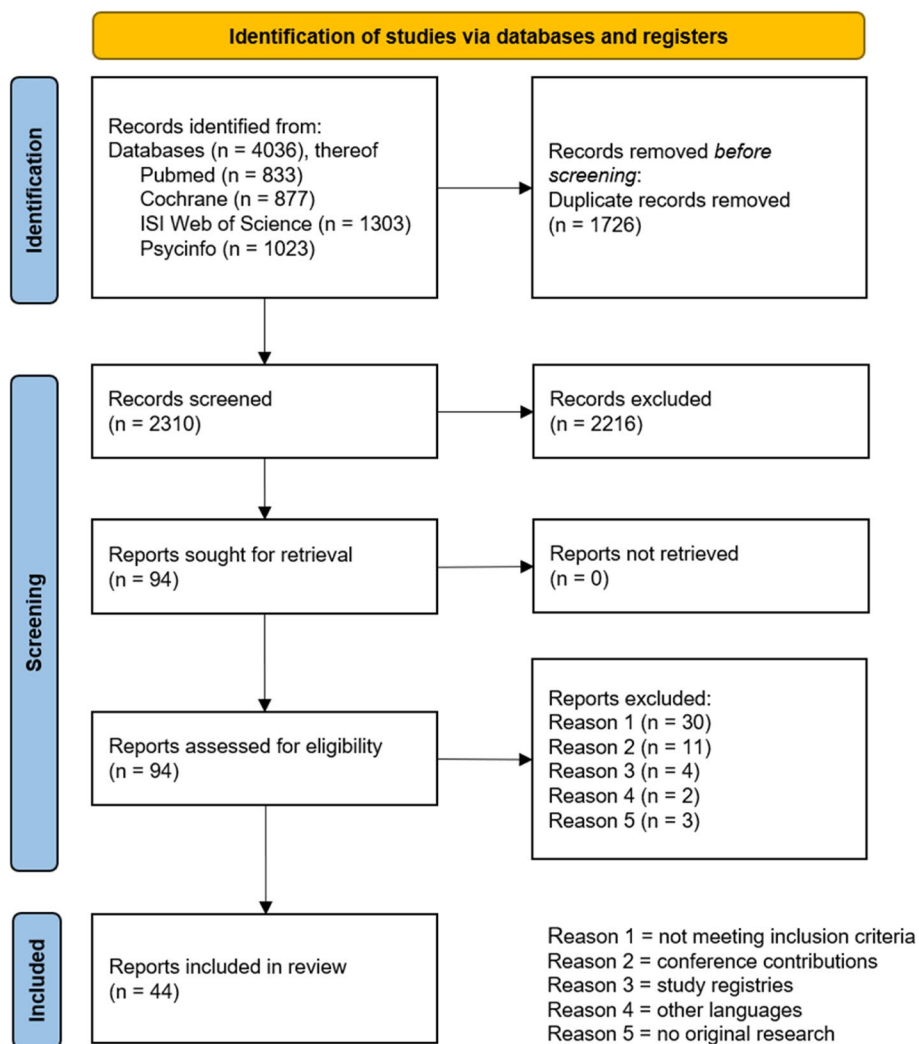 Identification of studies via databases and registers
Identification
Records identified from:
Databases (n = 4036), thereof
Pubmed (n = 833)
Cochrane (n = 877)
ISI Web of Science (n = 1303)
Psycinfo (n = 1023)
Records removed before
screening:
Duplicate records removed
(n = 1726)
Screening
Records screened
(n = 2310)
Records excluded
(n = 2216)
Reports sought for retrieval
(n = 94)
Reports not retrieved
(n = 0)
Reports assessed for eligibility
(n = 94)
Reports excluded:
Reason 1 (n = 30)
Reason 2 (n = 11)
Reason 3 (n = 4)
Reason 4 (n = 2)
Reason 5 (n = 3)
Included
Reports included in review
(n = 44)
Reason 1 = not meeting inclusion criteria
Reason 2 = conference contributions
Reason 3 = study registries
Reason 4 = other languages
Reason 5 = no original research